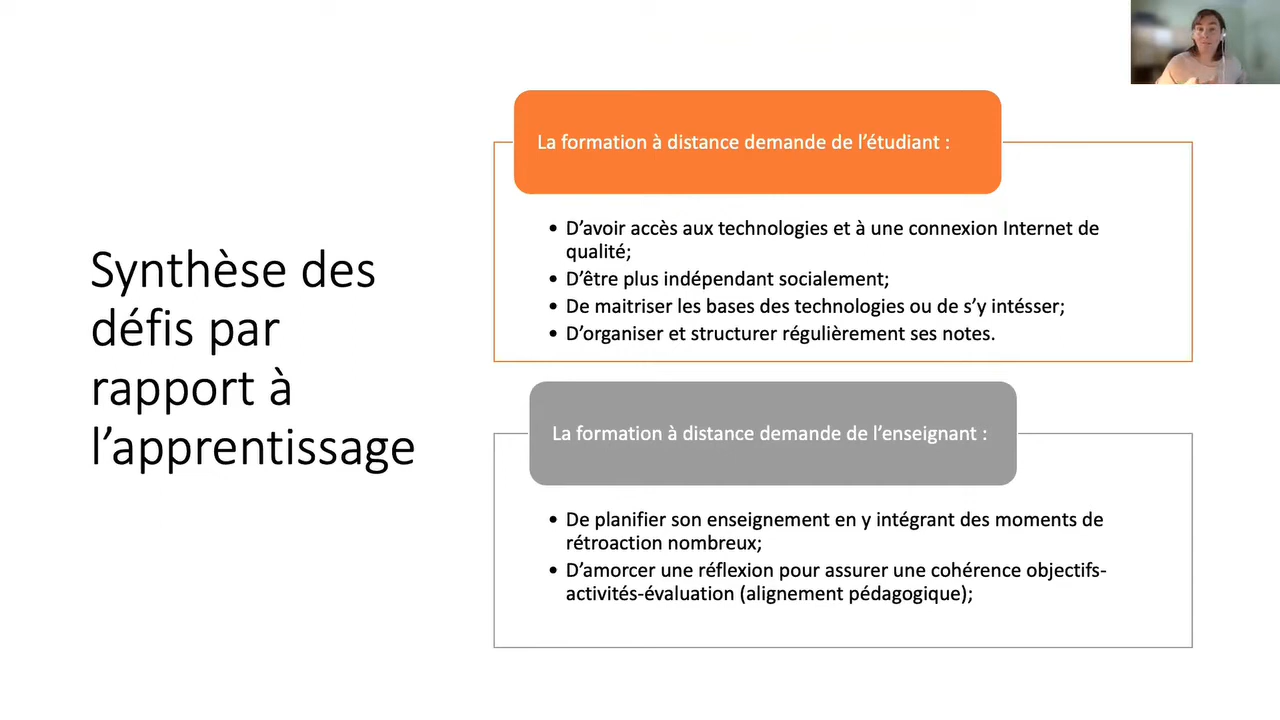 Synthèse des
défis par
rapport à
l’apprentissage
La formation à distance demande de l’étudiant :
• D’avoir accès aux technologies et à une connexion Internet de
qualité;
• D’être plus indépendant socialement;
• De maitriser les bases des technologies ou de s’y intésser;
• D’organiser et structurer régulièrement ses notes.
La formation à distance demande de l’enseignant :
• De planifier son enseignement en y intégrant des moments de
rétroaction nombreux;
• D’amorcer une réflexion pour assurer une cohérence objectifs-
activités-évaluation (alignement pédagogique);